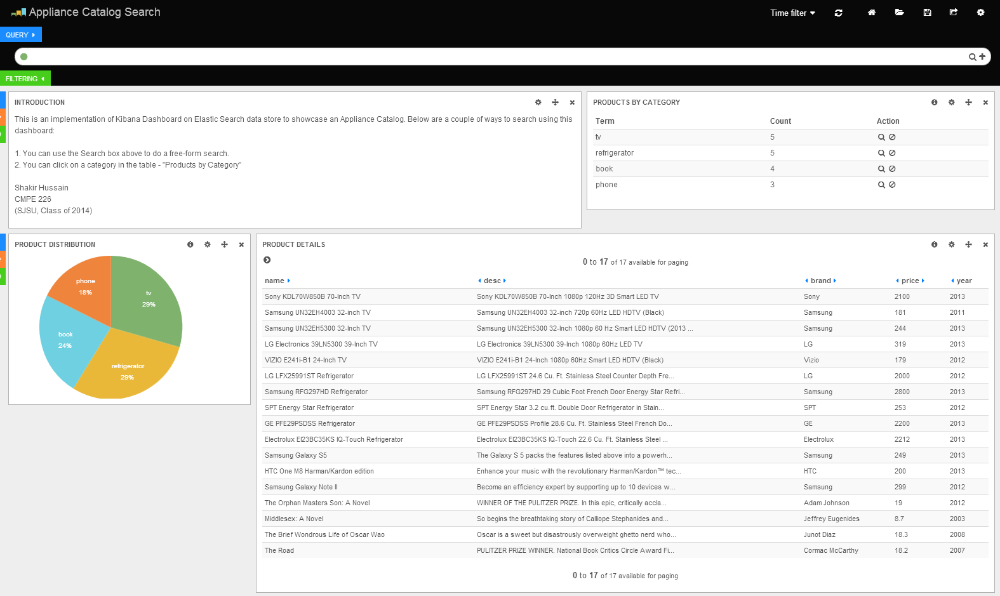 Appliance Catalog Search
Time filter
QUERY
FILTERING
INTRODUCTION
This is an implementation of Kibana Dashboard on Elastic Search data store to showcase an Appliance Catalog. Below are a couple of ways to search using this
dashboard:
1. You can use the Search box above to do a free-form search.
2. You can click on a category in the table - "Products by Category"
Shakir Hussain
CMPE 226
(SJSU, Class of 2014)
PRODUCTS BY CATEGORY
Term Count Action
tv 5
refrigerator 5
book 4
phone 3
PRODUCT DISTRIBUTION
phone
18%
tv
29%
book
24%
refrigerator
29%
PRODUCT DETAILS
0 to 17 of 17 available for paging
name desc brand price year
Sony KDL70W850B 70-Inch TV Sony KDL70W850B 70-Inch 1080p 120Hz 3D Smart LED TV Sony 2100 2013
Samsung UN32EH4003 32-inch TV Samsung UN32EH4003 32-inch 720p 60Hz LED HDTV (Black) Samsung 181 2011
Samsung UN32EH5300 32-Inch TV Samsung UN32EH5300 32-Inch 1080p 60 Hz Smart LED HDTV (2013 ... Samsung 244 2013
LG Electronics 39LN5300 39-Inch TV LG Electronics 39LN5300 39-Inch 1080p 60Hz LED TV LG 319 2013
VIZIO E241i-B1 24-Inch TV VIZIO E241i-B1 24-Inch 1080p 60Hz Smart LED HDTV (Black) Vizio 179 2012
LG LFX25991ST Refrigerator LG LFX25991ST 24.6 Cu. Ft. Stainless Steel Counter Depth Fre... LG 2000 2012
Samsung RFG297HD Refrigerator Samsung RFG297HD 29 Cubic Foot French Door Energy Star Refri... Samsung 2800 2013
SPT Energy Star Refrigerator SPT Energy Star 3.2 cu.ft. Double Door Refrigerator in Stain... SPT 253 2012
GE PFE29PSDSS Refrigerator GE PFE29PSDSS Profile 28.6 Cu. Ft. Stainless Steel French Do... GE 2200 2013
Electrolux EI23BC35KS IQ-Touch Refrigerator Electrolux EI23BC35KS IQ-Touch 22.6 Cu. Ft. Stainless Steel ... Electrolux 2212 2013
Samsung Galaxy S5 The Galaxy S 5 packs the features listed above into a powerh... Samsung 249 2013
HTC One M8 Harman/Kardon edition Enhance your music with the revolutionary Harman/Kardon™ tec... HTC 200 2013
Samsung Galaxy Note II Become an efficiency expert by supporting up to 10 devices w... Samsung 299 2012
The Orphan Masters Son: A Novel WINNER OF THE PULITZER PRIZE. In this epic, critically accla... Adam Johnson 19 2012
Middlesex: A Novel So begins the breathtaking story of Calliope Stephanides and... Jeffrey Eugenides 8.7 2003
The Brief Wondrous Life of Oscar Wao Oscar is a sweet but disastrously overweight ghetto nerd who... Junot Diaz 18.3 2008
The Road PULITZER PRIZE WINNER. National Book Critics Circle Award Fi... Cormac McCarthy 18.2 2007
0 to 17 of 17 available for paging